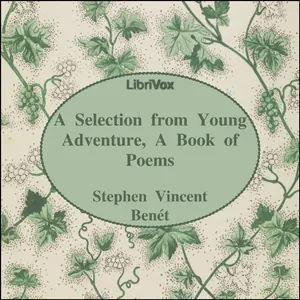 LibriVox
A Selection from Young
Adventure, A Book of
Poems
Stephen Vincent
Benét